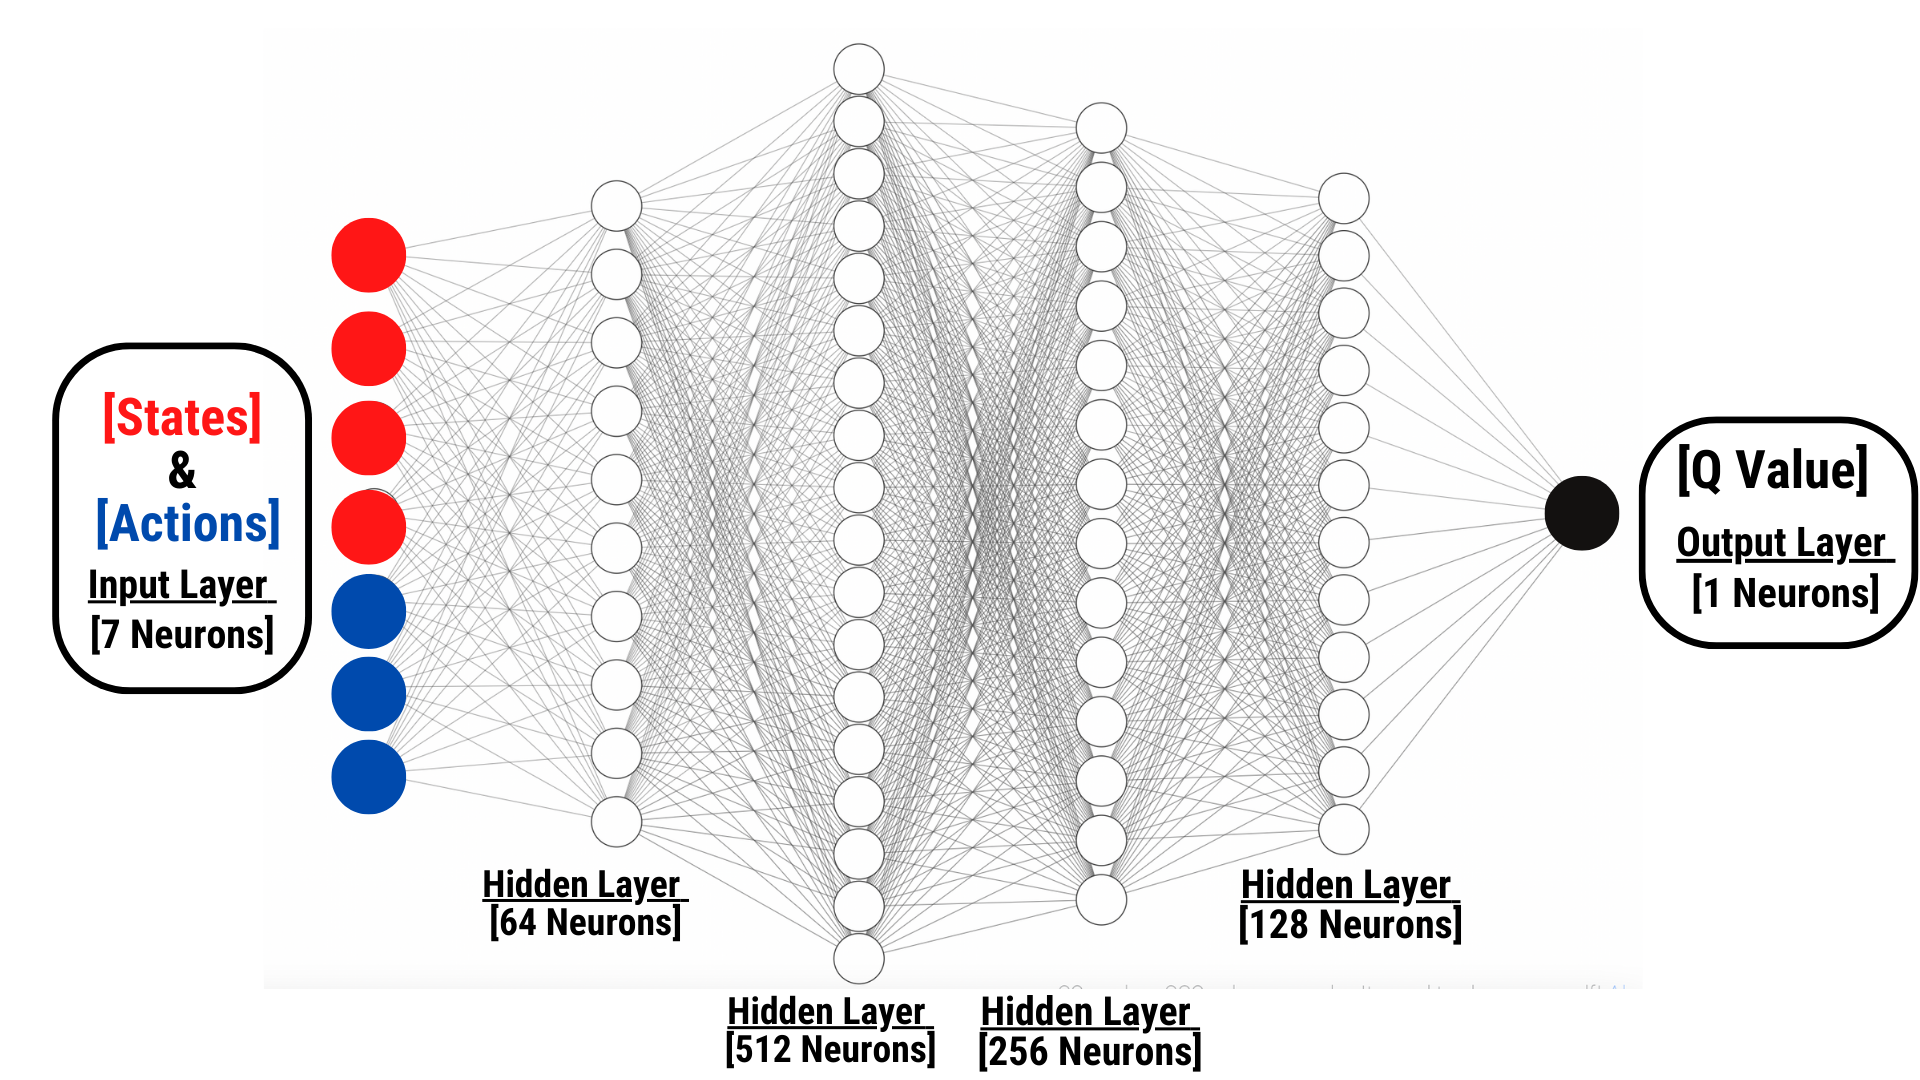 [States]
&
[Actions]
Input Layer
[7 Neurons]
Hidden Layer
[64 Neurons]
Hidden Layer
[512 Neurons]
Hidden Layer
[256 Neurons]
Hidden Layer
[128 Neurons]
[Q Value]
Output Layer
[1 Neurons]